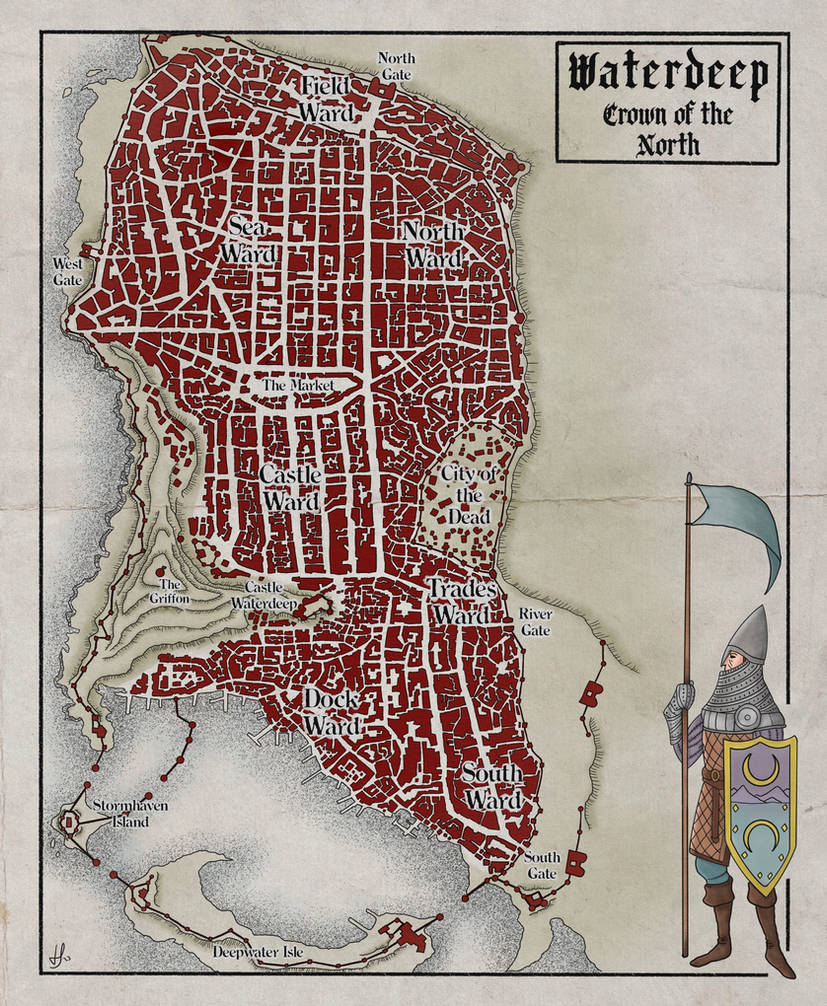 Waterdeep
Crown of the
North
North
Gate
Field
Ward
Sea
Ward
North
Ward
West
Gate
The Market
Castle
Ward
City of
the
Dead
The
Griffon
Castle
Waterdeep
Trades
Ward
River
Gate
Dock
Ward
South
Ward
Stormhaven
Island
South
Gate
Deepwater Isle